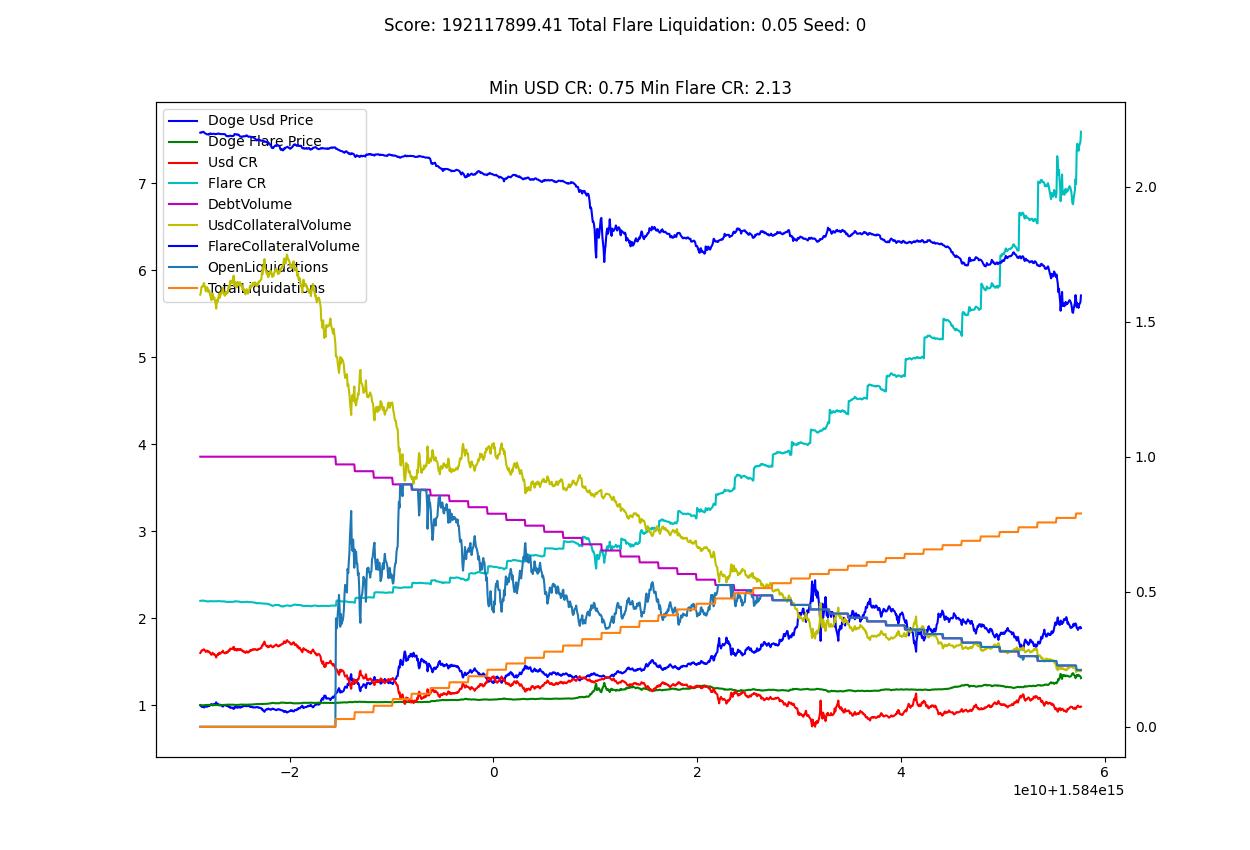 Score: 192117899.41 Total Flare Liquidation: 0.05 Seed: 0
Min USD CR: 0.75 Min Flare CR: 2.13
Doge Usd Price
Doge Flare Price
Usd CR
Flare CR
DebtVolume
UsdCollateralVolume
FlareCollateralVolume
OpenLiquidations
TotalLiquidations
7
6
5
4
3
2
1
2.0
1.5
1.0
0.5
0.0
−2
0
2
4
6
1e10+1.584e15